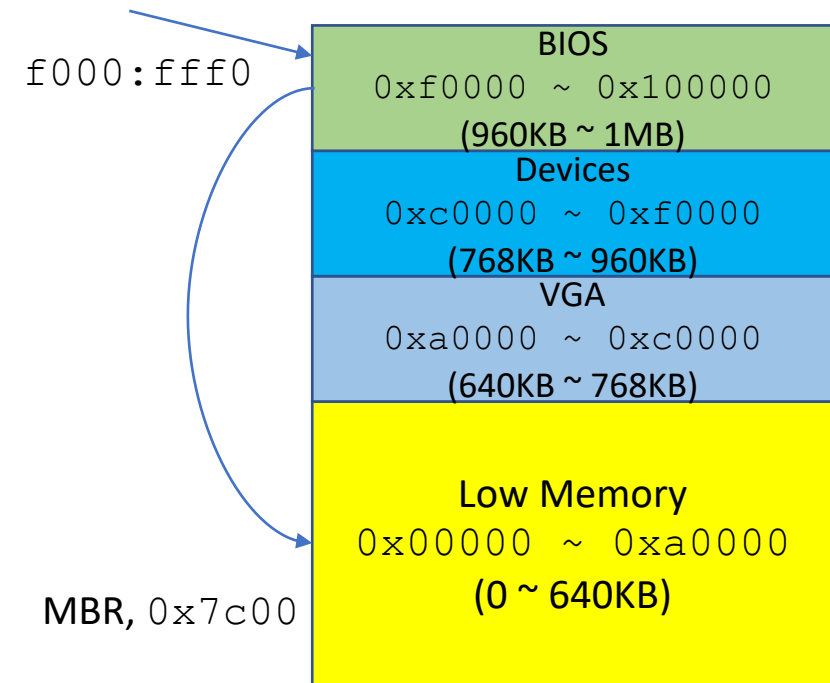 f000:fff0
BIOS
0xf0000 ~ 0x100000
(960KB ~ 1MB)
Devices
0xc0000 ~ 0xf0000
(768KB ~ 960KB)
VGA
0xa0000 ~ 0xc0000
(640KB ~ 768KB)
Low Memory
0x00000 ~ 0xa0000
(0 ~ 640KB)
MBR, 0x7c00